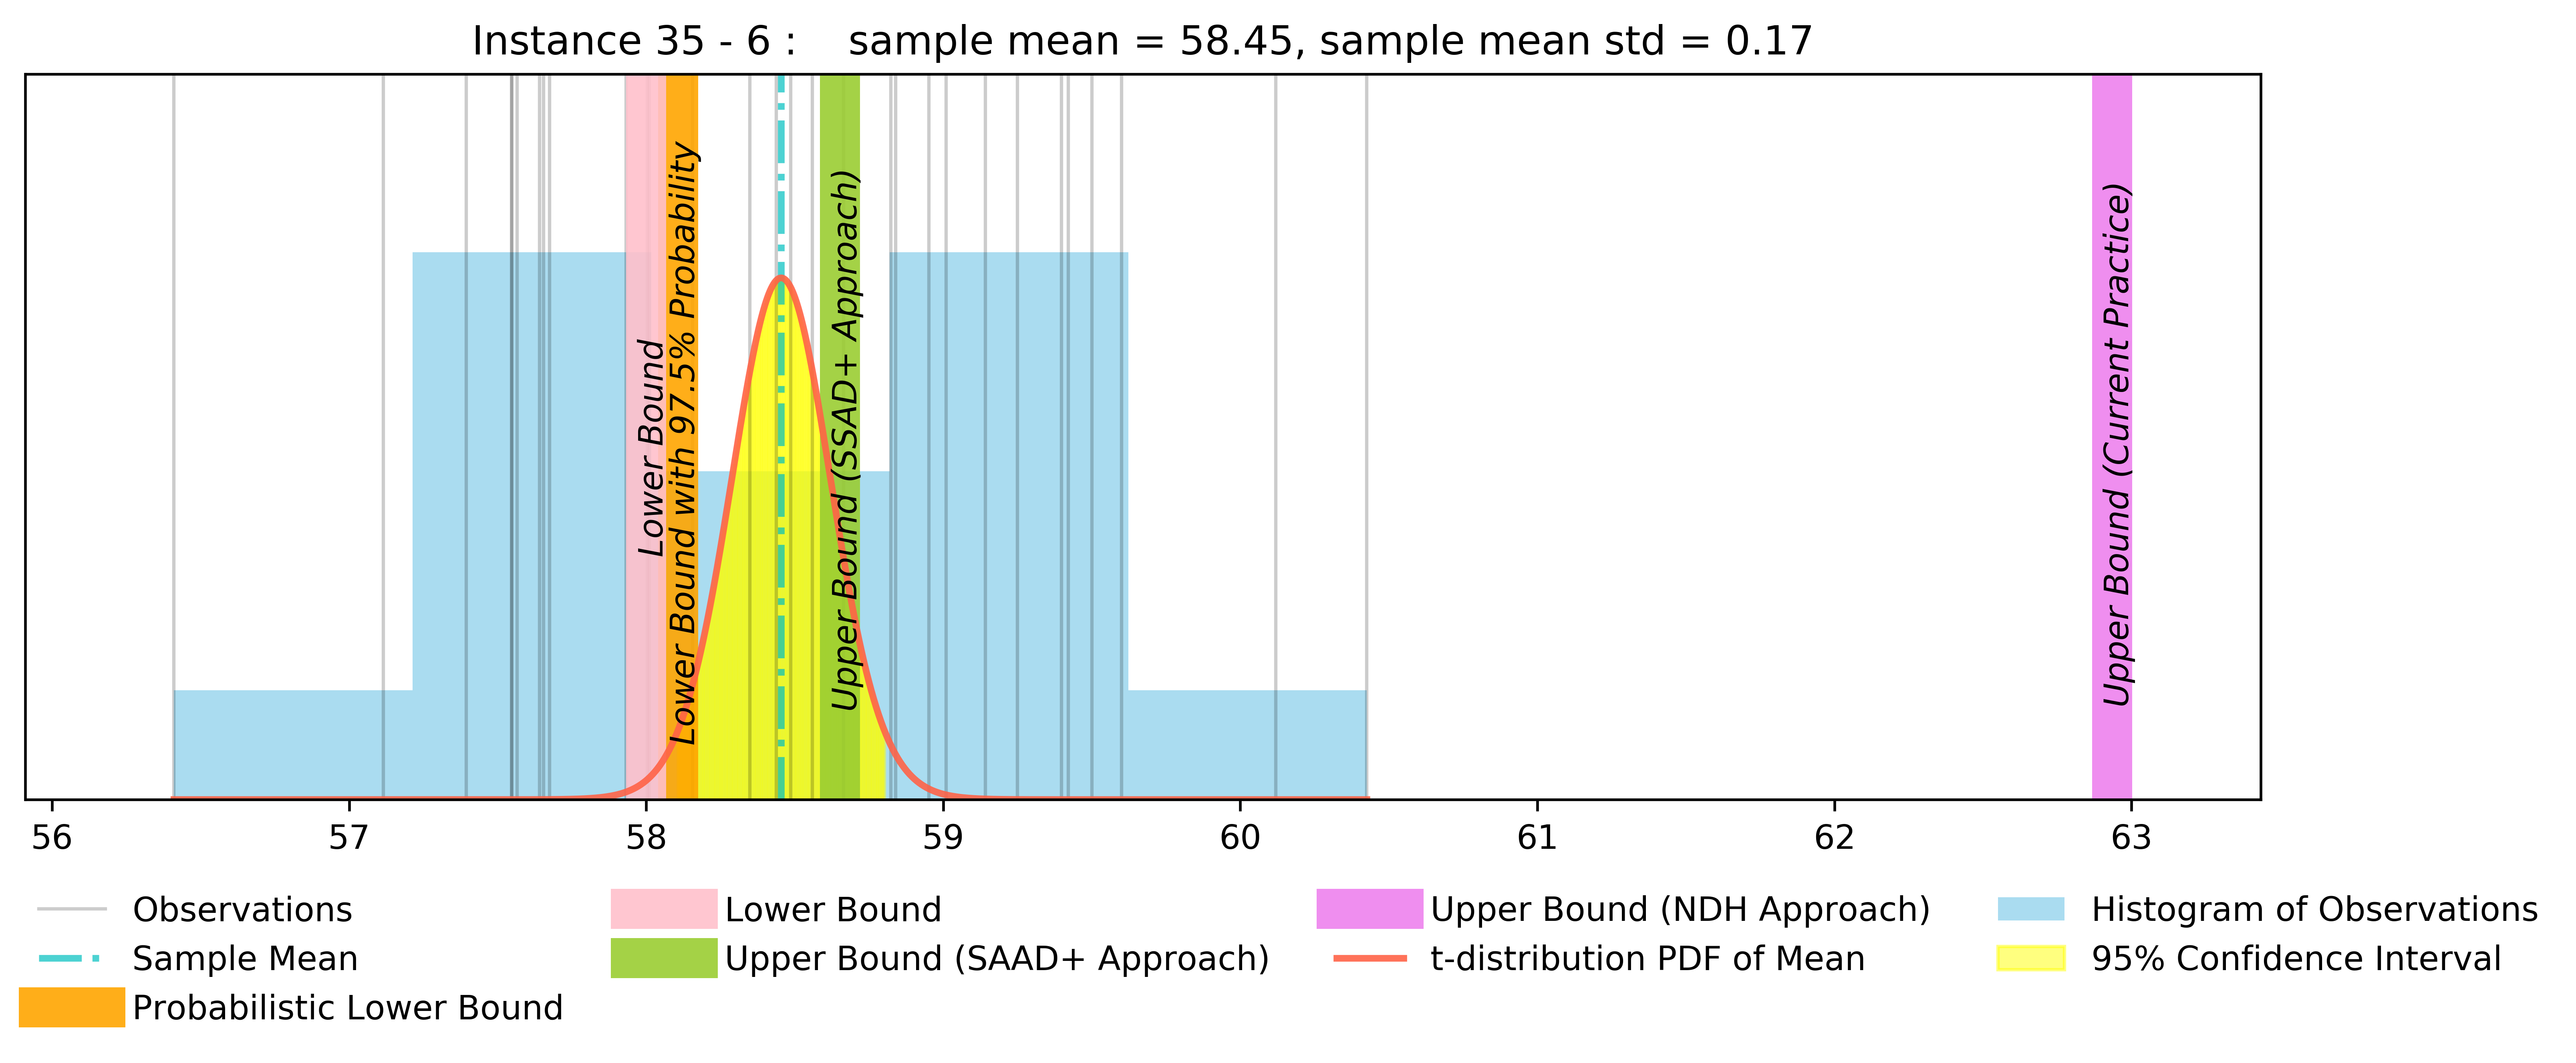 Instance 35 - 6 :    sample mean = 58.45, sample mean std = 0.17
Lower Bound
Lower Bound with 97.5% Probability
Upper Bound (SSAD+ Approach)
Upper Bound (Current Practice)
56 57 58 59 60 61 62 63
Observations
Sample Mean
Probabilistic Lower Bound
Lower Bound
Upper Bound (SAAD+ Approach)
Upper Bound (NDH Approach)
t-distribution PDF of Mean
Histogram of Observations
95% Confidence Interval